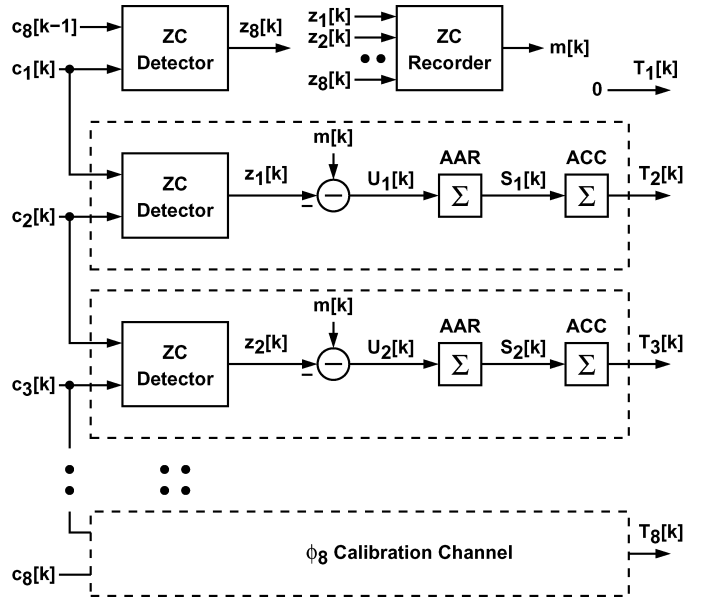 c₈[k−1]
ZC
Detector
z₈[k]
c₁[k]
z₁[k]
z₂[k]
z₈[k]
ZC
Recorder
m[k]
0
T₁[k]
ZC
Detector
z₁[k]
m[k]
−
−
U₁[k]
AAR
Σ
S₁[k]
ACC
Σ
T₂[k]
c₂[k]
ZC
Detector
z₂[k]
m[k]
−
−
U₂[k]
AAR
Σ
S₂[k]
ACC
Σ
T₃[k]
c₃[k]
ϕ₈ Calibration Channel
T₈[k]
c₈[k]